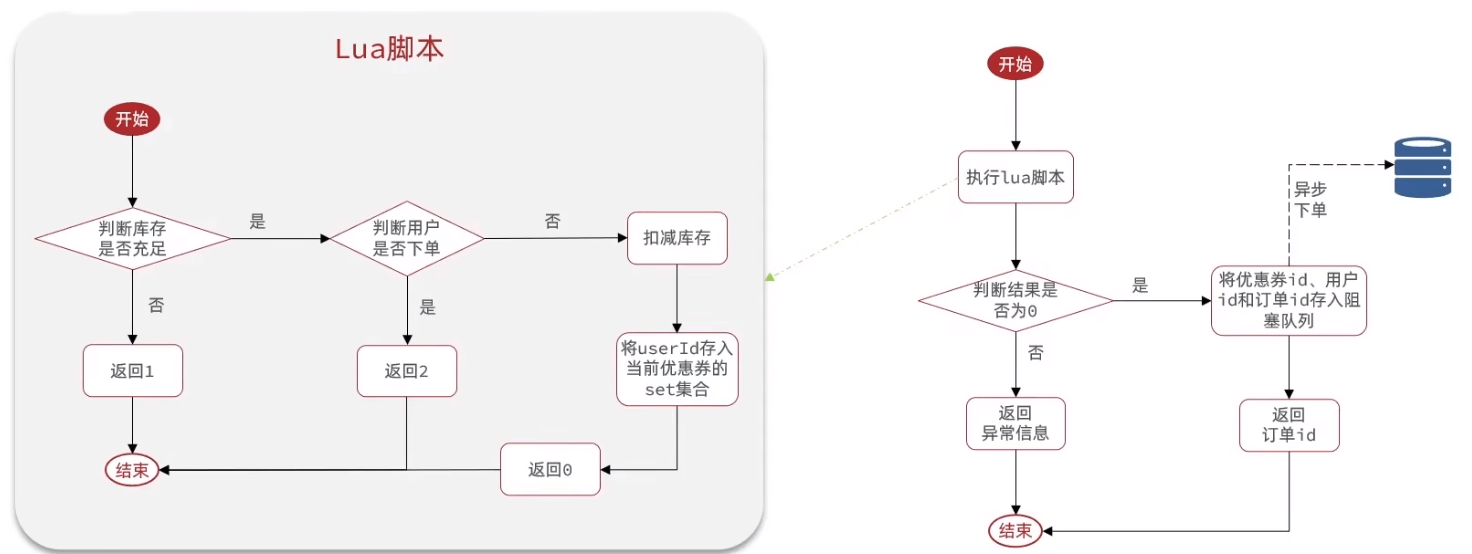 Lua脚本
开始
判断库存
是否充足
是
判断用户
是否下单
否
扣减库存
否
是
返回1
返回2
将userId存入
当前优惠券的
set集合
结束
返回0
开始
执行lua脚本
异步
下单
判断结果是
否为0
是
将优惠券id、用户
id和订单id存入阻
塞队列
否
返回
异常信息
返回
订单id
结束